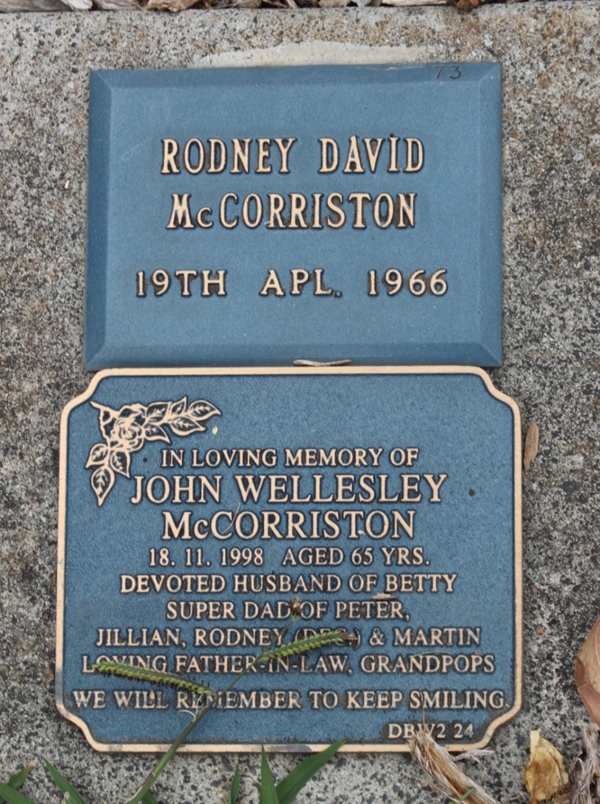 73
RODNEY DAVID
McCORRISTON
19TH APL. 1966
IN LOVING MEMORY OF
JOHN WELLESLEY
McCORRISTON
18. 11. 1998 AGED 65 YRS.
DEVOTED HUSBAND OF BETTY
SUPER DAD OF PETER,
JILLIAN, RODNEY (DEC.) & MARTIN
LOVING FATHER-IN-LAW, GRANDPOPS
WE WILL REMEMBER TO KEEP SMILING.
24